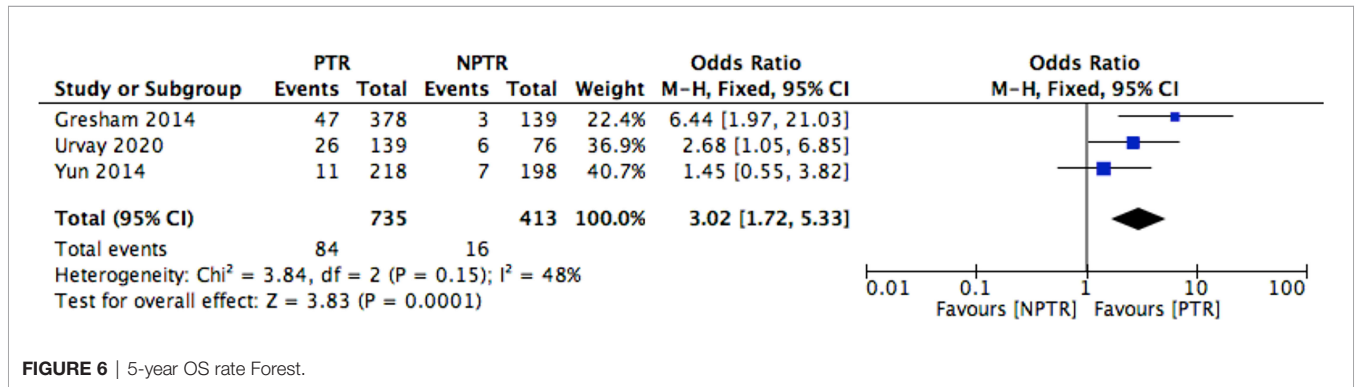 PTR NPTR Odds Ratio Odds Ratio
Study or Subgroup Events Total Events Total Weight M-H, Fixed, 95% CI M-H, Fixed, 95% CI
Gresham 2014 47 378 3 139 22.4% 6.44 [1.97, 21.03]
Urvay 2020 26 139 6 76 36.9% 2.68 [1.05, 6.85]
Yun 2014 11 218 7 198 40.7% 1.45 [0.55, 3.82]
Total (95% CI) 735 413 100.0% 3.02 [1.72, 5.33]
Total events 84 16
Heterogeneity: Chi² = 3.84, df = 2 (P = 0.15); I² = 48%
Test for overall effect: Z = 3.83 (P = 0.0001)
0.01 0.1 1 10 100
Favours [NPTR] Favours [PTR]
FIGURE 6 | 5-year OS rate Forest.